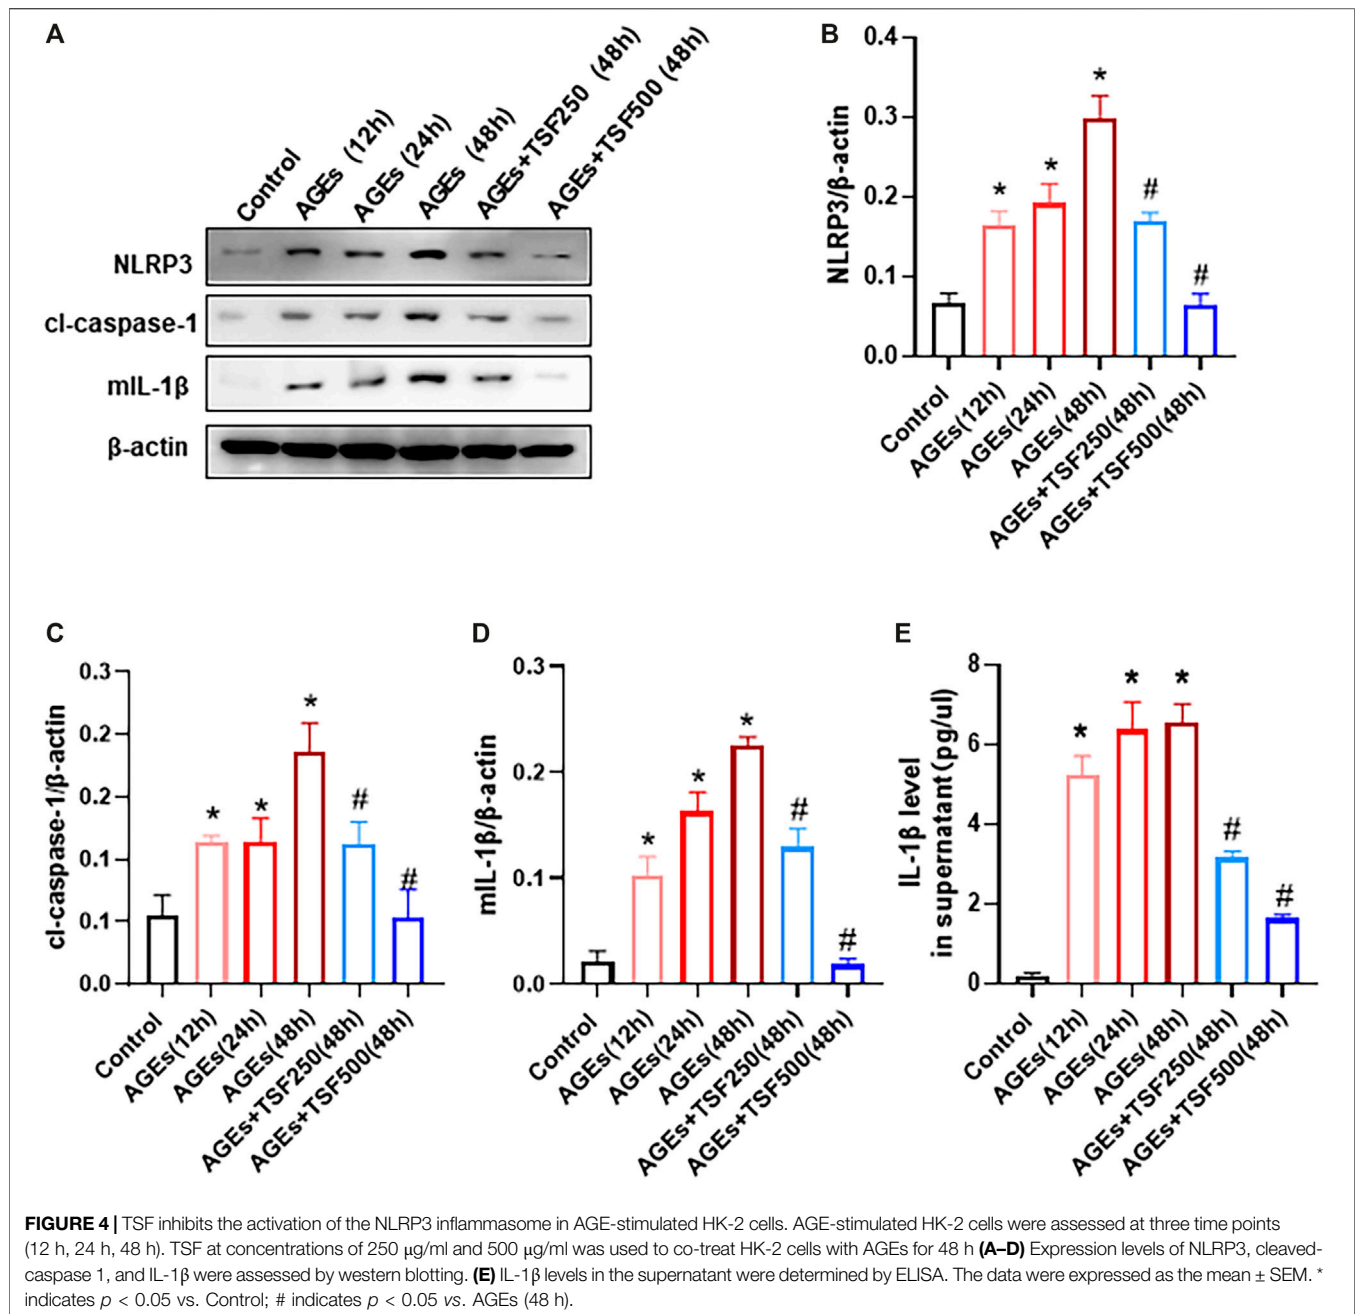 A
Control
AGEs (12h)
AGEs (24h)
AGEs (48h)
AGEs+TSF250 (48h)
AGEs+TSF500 (48h)
NLRP3
cl-caspase-1
mIL-1β
β-actin
B
NLRP3/β-actin
0.4
0.3
0.2
0.1
0.0
* * * # #
Control
AGEs(12h)
AGEs(24h)
AGEs(48h)
AGEs+TSF250(48h)
AGEs+TSF500(48h)
C
cl-caspase-1/β-actin
0.3
0.2
0.2
0.1
0.1
0.0
* * * # #
Control
AGEs(12h)
AGEs(24h)
AGEs(48h)
AGEs+TSF250(48h)
AGEs+TSF500(48h)
D
mIL-1β/β-actin
0.3
0.2
0.1
0.0
* * * # #
Control
AGEs(12h)
AGEs(24h)
AGEs(48h)
AGEs+TSF250(48h)
AGEs+TSF500(48h)
E
IL-1β level
in supernatant(pg/ul)
8
6
4
2
0
* * * # #
Control
AGEs(12h)
AGEs(24h)
AGEs(48h)
AGEs+TSF250(48h)
AGEs+TSF500(48h)
FIGURE 4 | TSF inhibits the activation of the NLRP3 inflammasome in AGE-stimulated HK-2 cells. AGE-stimulated HK-2 cells were assessed at three time points
(12 h, 24 h, 48 h). TSF at concentrations of 250 μg/ml and 500 μg/ml was used to co-treat HK-2 cells with AGEs for 48 h (A–D) Expression levels of NLRP3, cleaved-
caspase 1, and IL-1β were assessed by western blotting. (E) IL-1β levels in the supernatant were determined by ELISA. The data were expressed as the mean ± SEM. *
indicates p < 0.05 vs. Control; # indicates p < 0.05 vs. AGEs (48 h).